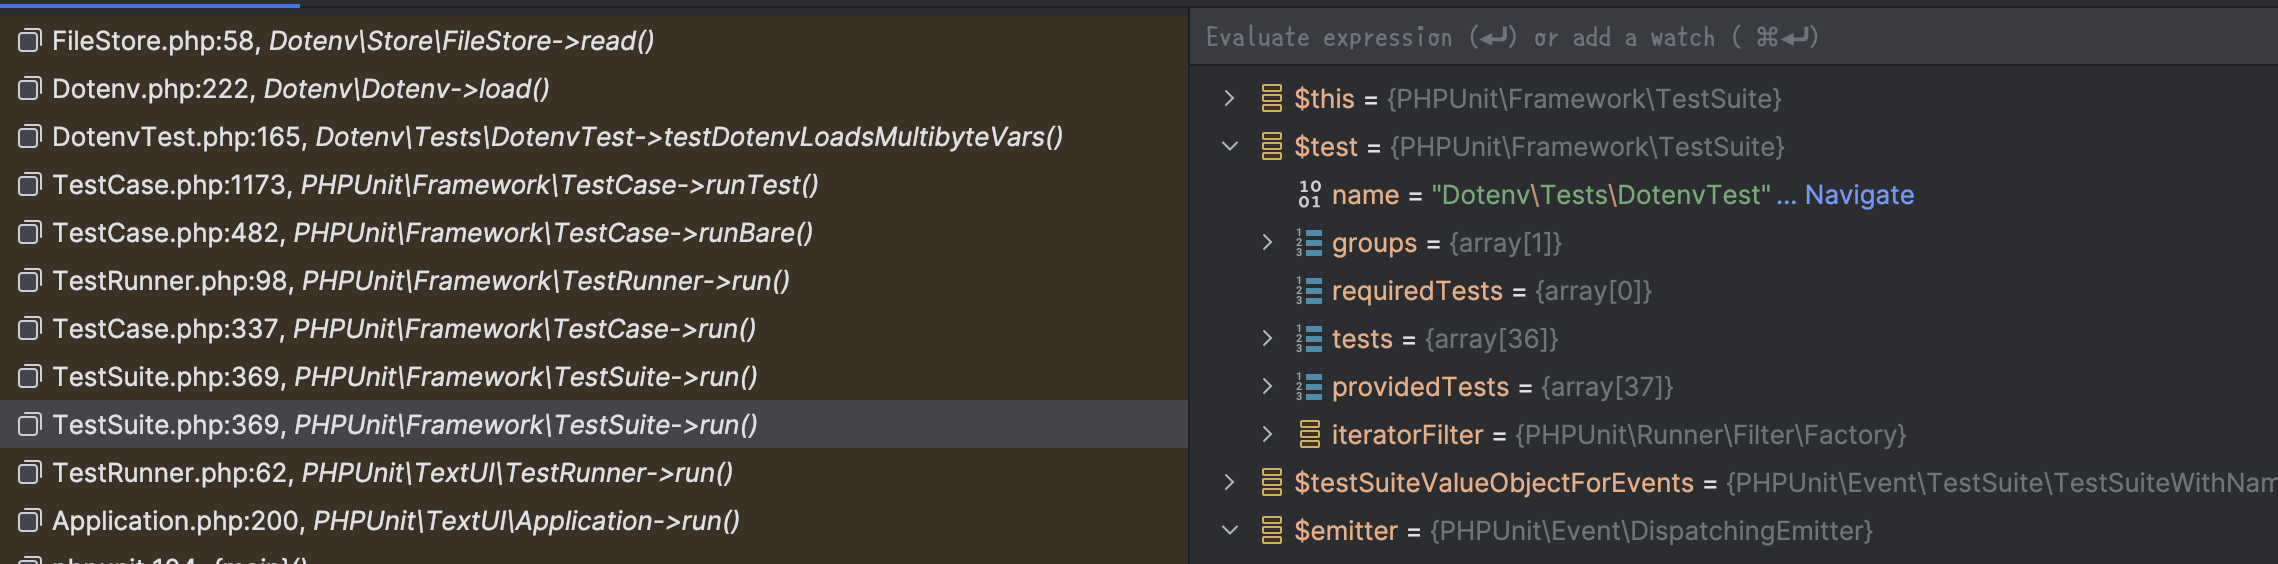 FileStore.php:58, Dotenv\Store\FileStore->read()
Dotenv.php:222, Dotenv\Dotenv->load()
DotenvTest.php:165, Dotenv\Tests\DotenvTest->testDotenvLoadsMultibyteVars()
TestCase.php:1173, PHPUnit\Framework\TestCase->runTest()
TestCase.php:482, PHPUnit\Framework\TestCase->runBare()
TestRunner.php:98, PHPUnit\Framework\TestRunner->run()
TestCase.php:337, PHPUnit\Framework\TestCase->run()
TestSuite.php:369, PHPUnit\Framework\TestSuite->run()
TestSuite.php:369, PHPUnit\Framework\TestSuite->run()
TestRunner.php:62, PHPUnit\TextUI\TestRunner->run()
Application.php:200, PHPUnit\TextUI\Application->run()
Evaluate expression (↵) or add a watch ( ⌘↵)
$this = {PHPUnit\Framework\TestSuite}
$test = {PHPUnit\Framework\TestSuite}
name = "Dotenv\Tests\DotenvTest" ... Navigate
groups = {array[1]}
requiredTests = {array[0]}
tests = {array[36]}
providedTests = {array[37]}
iteratorFilter = {PHPUnit\Runner\Filter\Factory}
$testSuiteValueObjectForEvents = {PHPUnit\Event\TestSuite\TestSuiteWithNam
$emitter = {PHPUnit\Event\DispatchingEmitter}